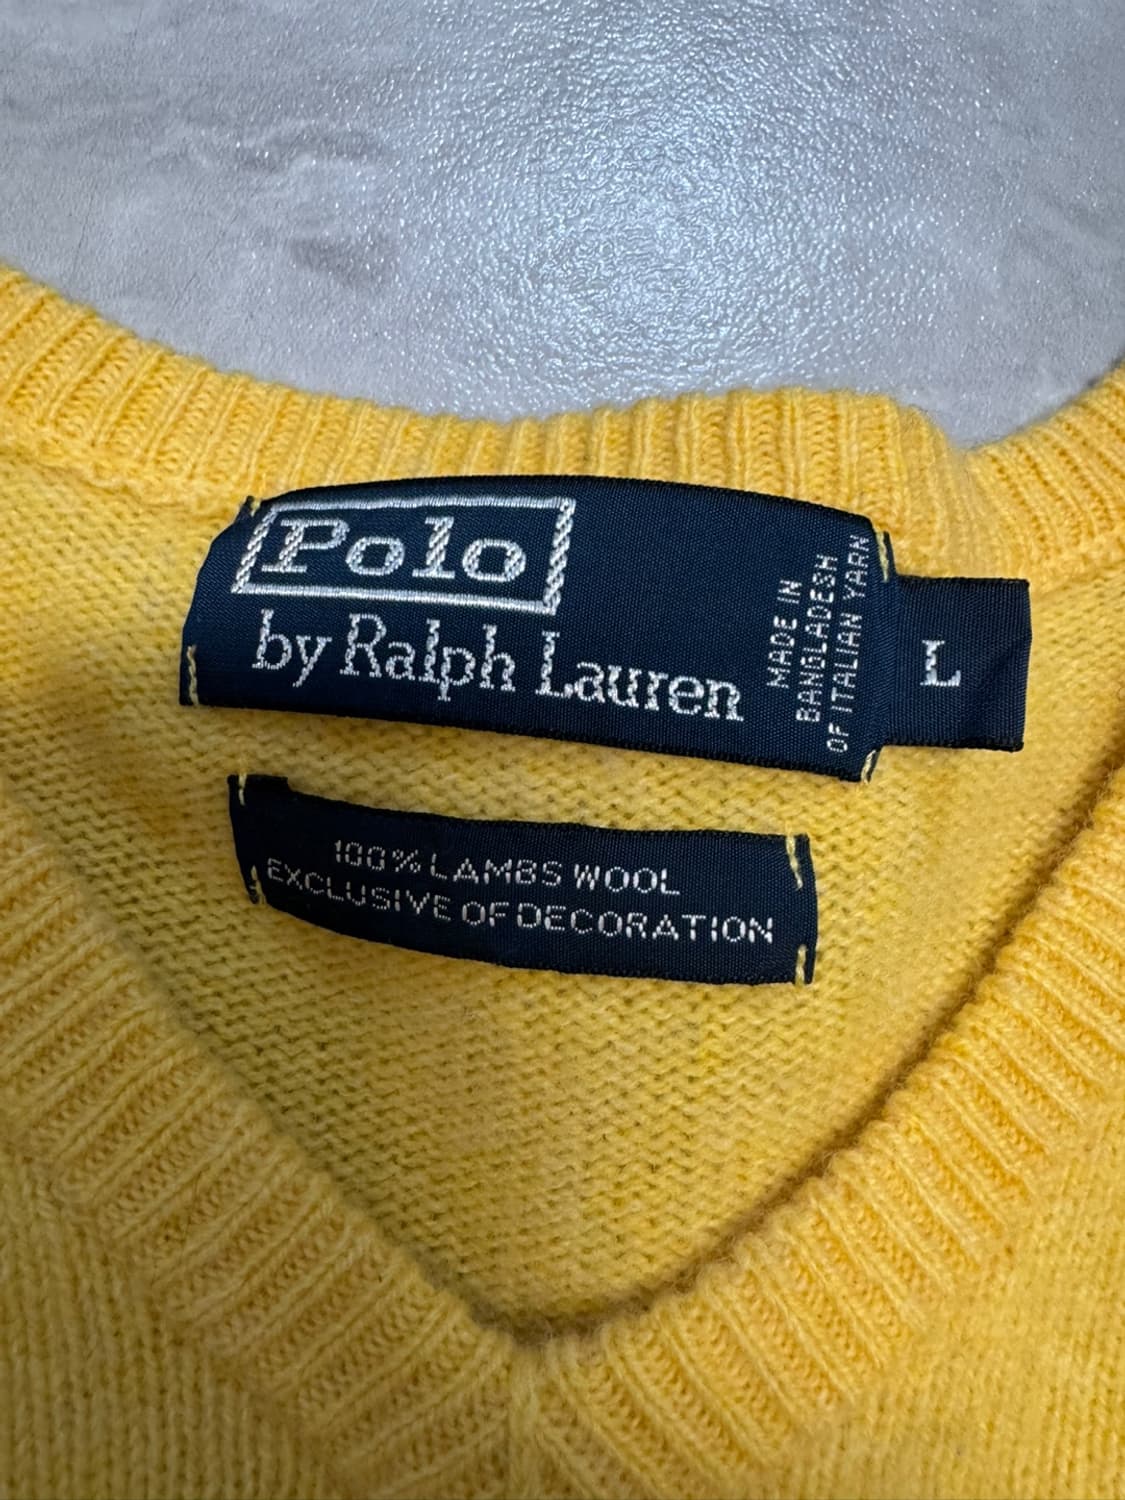 Polo
by Ralph Lauren
MADE IN
BANGLADESH
OF ITALIAN YARN
L
100% LAMBS WOOL
EXCLUSIVE OF DECORATION